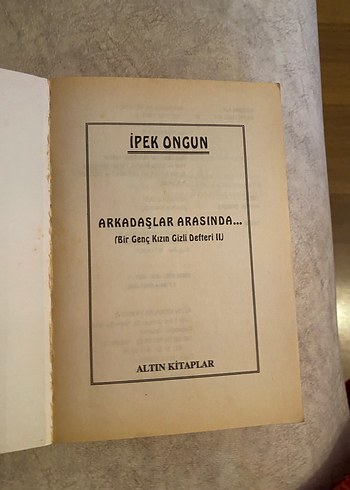 İPEK ONGUN
ARKADAŞLAR ARASINDA...
(Bir Genç Kızın Gizli Defteri II)
ALTIN KİTAPLAR